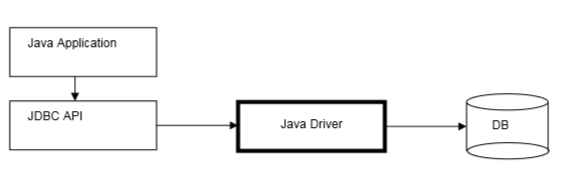 Java Application
JDBC API
Java Driver
DB